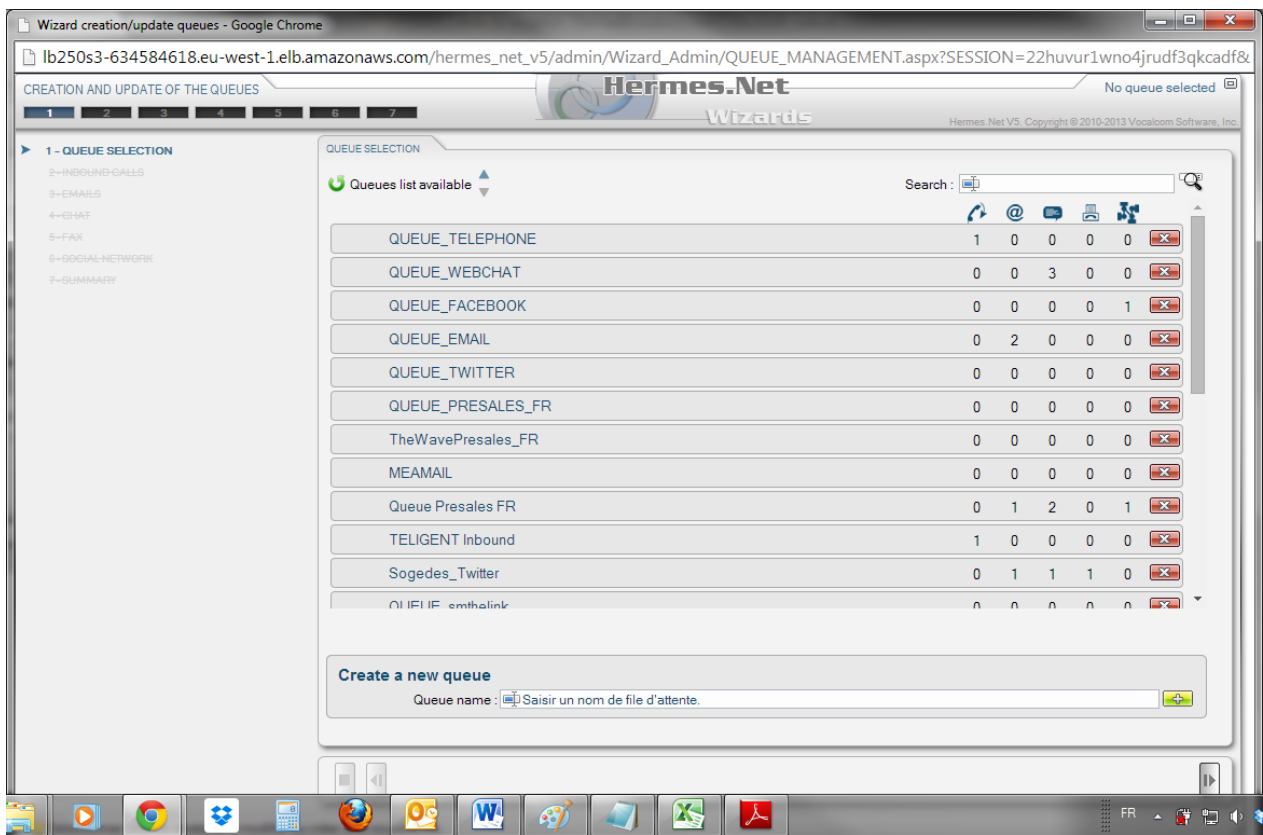 Wizard creation/update queues - Google Chrome
lb250s3-634584618.eu-west-1.elb.amazonaws.com/hermes_net_v5/admin/Wizard_Admin/QUEUE_MANAGEMENT.aspx?SESSION=22huvur1wno4jrudf3qkcadf&
CREATION AND UPDATE OF THE QUEUES
Hermes.Net
No queue selected
1 2 3 4 5 6 7
Wizards
Hermes.Net V5. Copyright © 2010-2013 Vocalcom Software, Inc.
1 - QUEUE SELECTION
2 - INBOUND CALLS
3 - EMAILS
4 - CHAT
5 - FAX
6 - SOCIAL NETWORK
7 - SUMMARY
QUEUE SELECTION
Queues list available
Search :
QUEUE_TELEPHONE 1 0 0 0 0
QUEUE_WEBCHAT 0 0 3 0 0
QUEUE_FACEBOOK 0 0 0 0 1
QUEUE_EMAIL 0 2 0 0 0
QUEUE_TWITTER 0 0 0 0 0
QUEUE_PRESALES_FR 0 0 0 0 0
TheWavePresales_FR 0 0 0 0 0
MEAMAIL 0 0 0 0 0
Queue Presales FR 0 1 2 0 1
TELIGENT Inbound 1 0 0 0 0
Sogedes_Twitter 0 1 1 1 0
QUEUE_smthelink 0 0 0 0 0
Create a new queue
Queue name : Saisir un nom de file d'attente.
FR